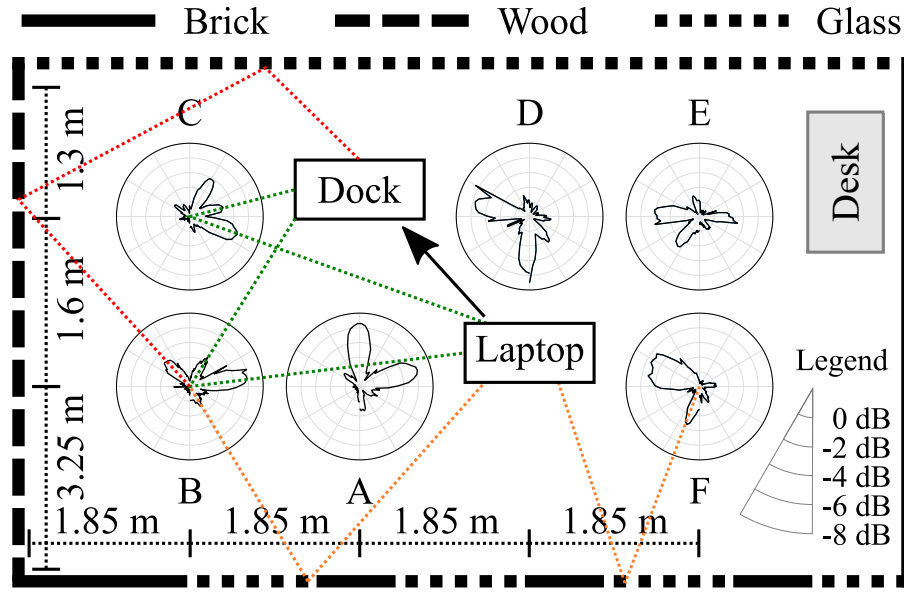 Brick Wood Glass
C D E
1.3 m
Dock
Desk
1.6 m
Laptop
Legend
0 dB
-2 dB
-4 dB
-6 dB
-8 dB
3.25 m
B A F
1.85 m 1.85 m 1.85 m 1.85 m